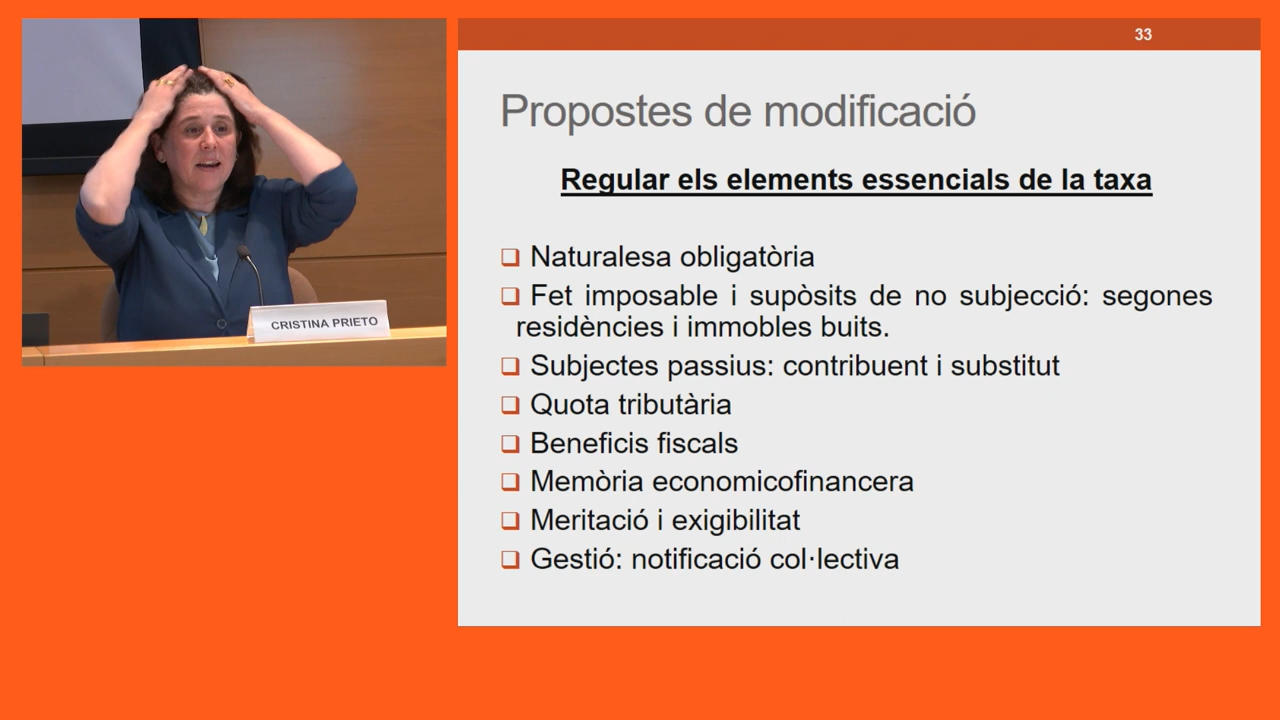 CRISTINA PRIETO
33
Propostes de modificació
Regular els elements essencials de la taxa
❑ Naturalesa obligatòria
❑ Fet imposable i supòsits de no subjecció: segones
residències i immobles buits.
❑ Subjectes passius: contribuent i substitut
❑ Quota tributària
❑ Beneficis fiscals
❑ Memòria economicofinancera
❑ Meritació i exigibilitat
❑ Gestió: notificació col·lectiva